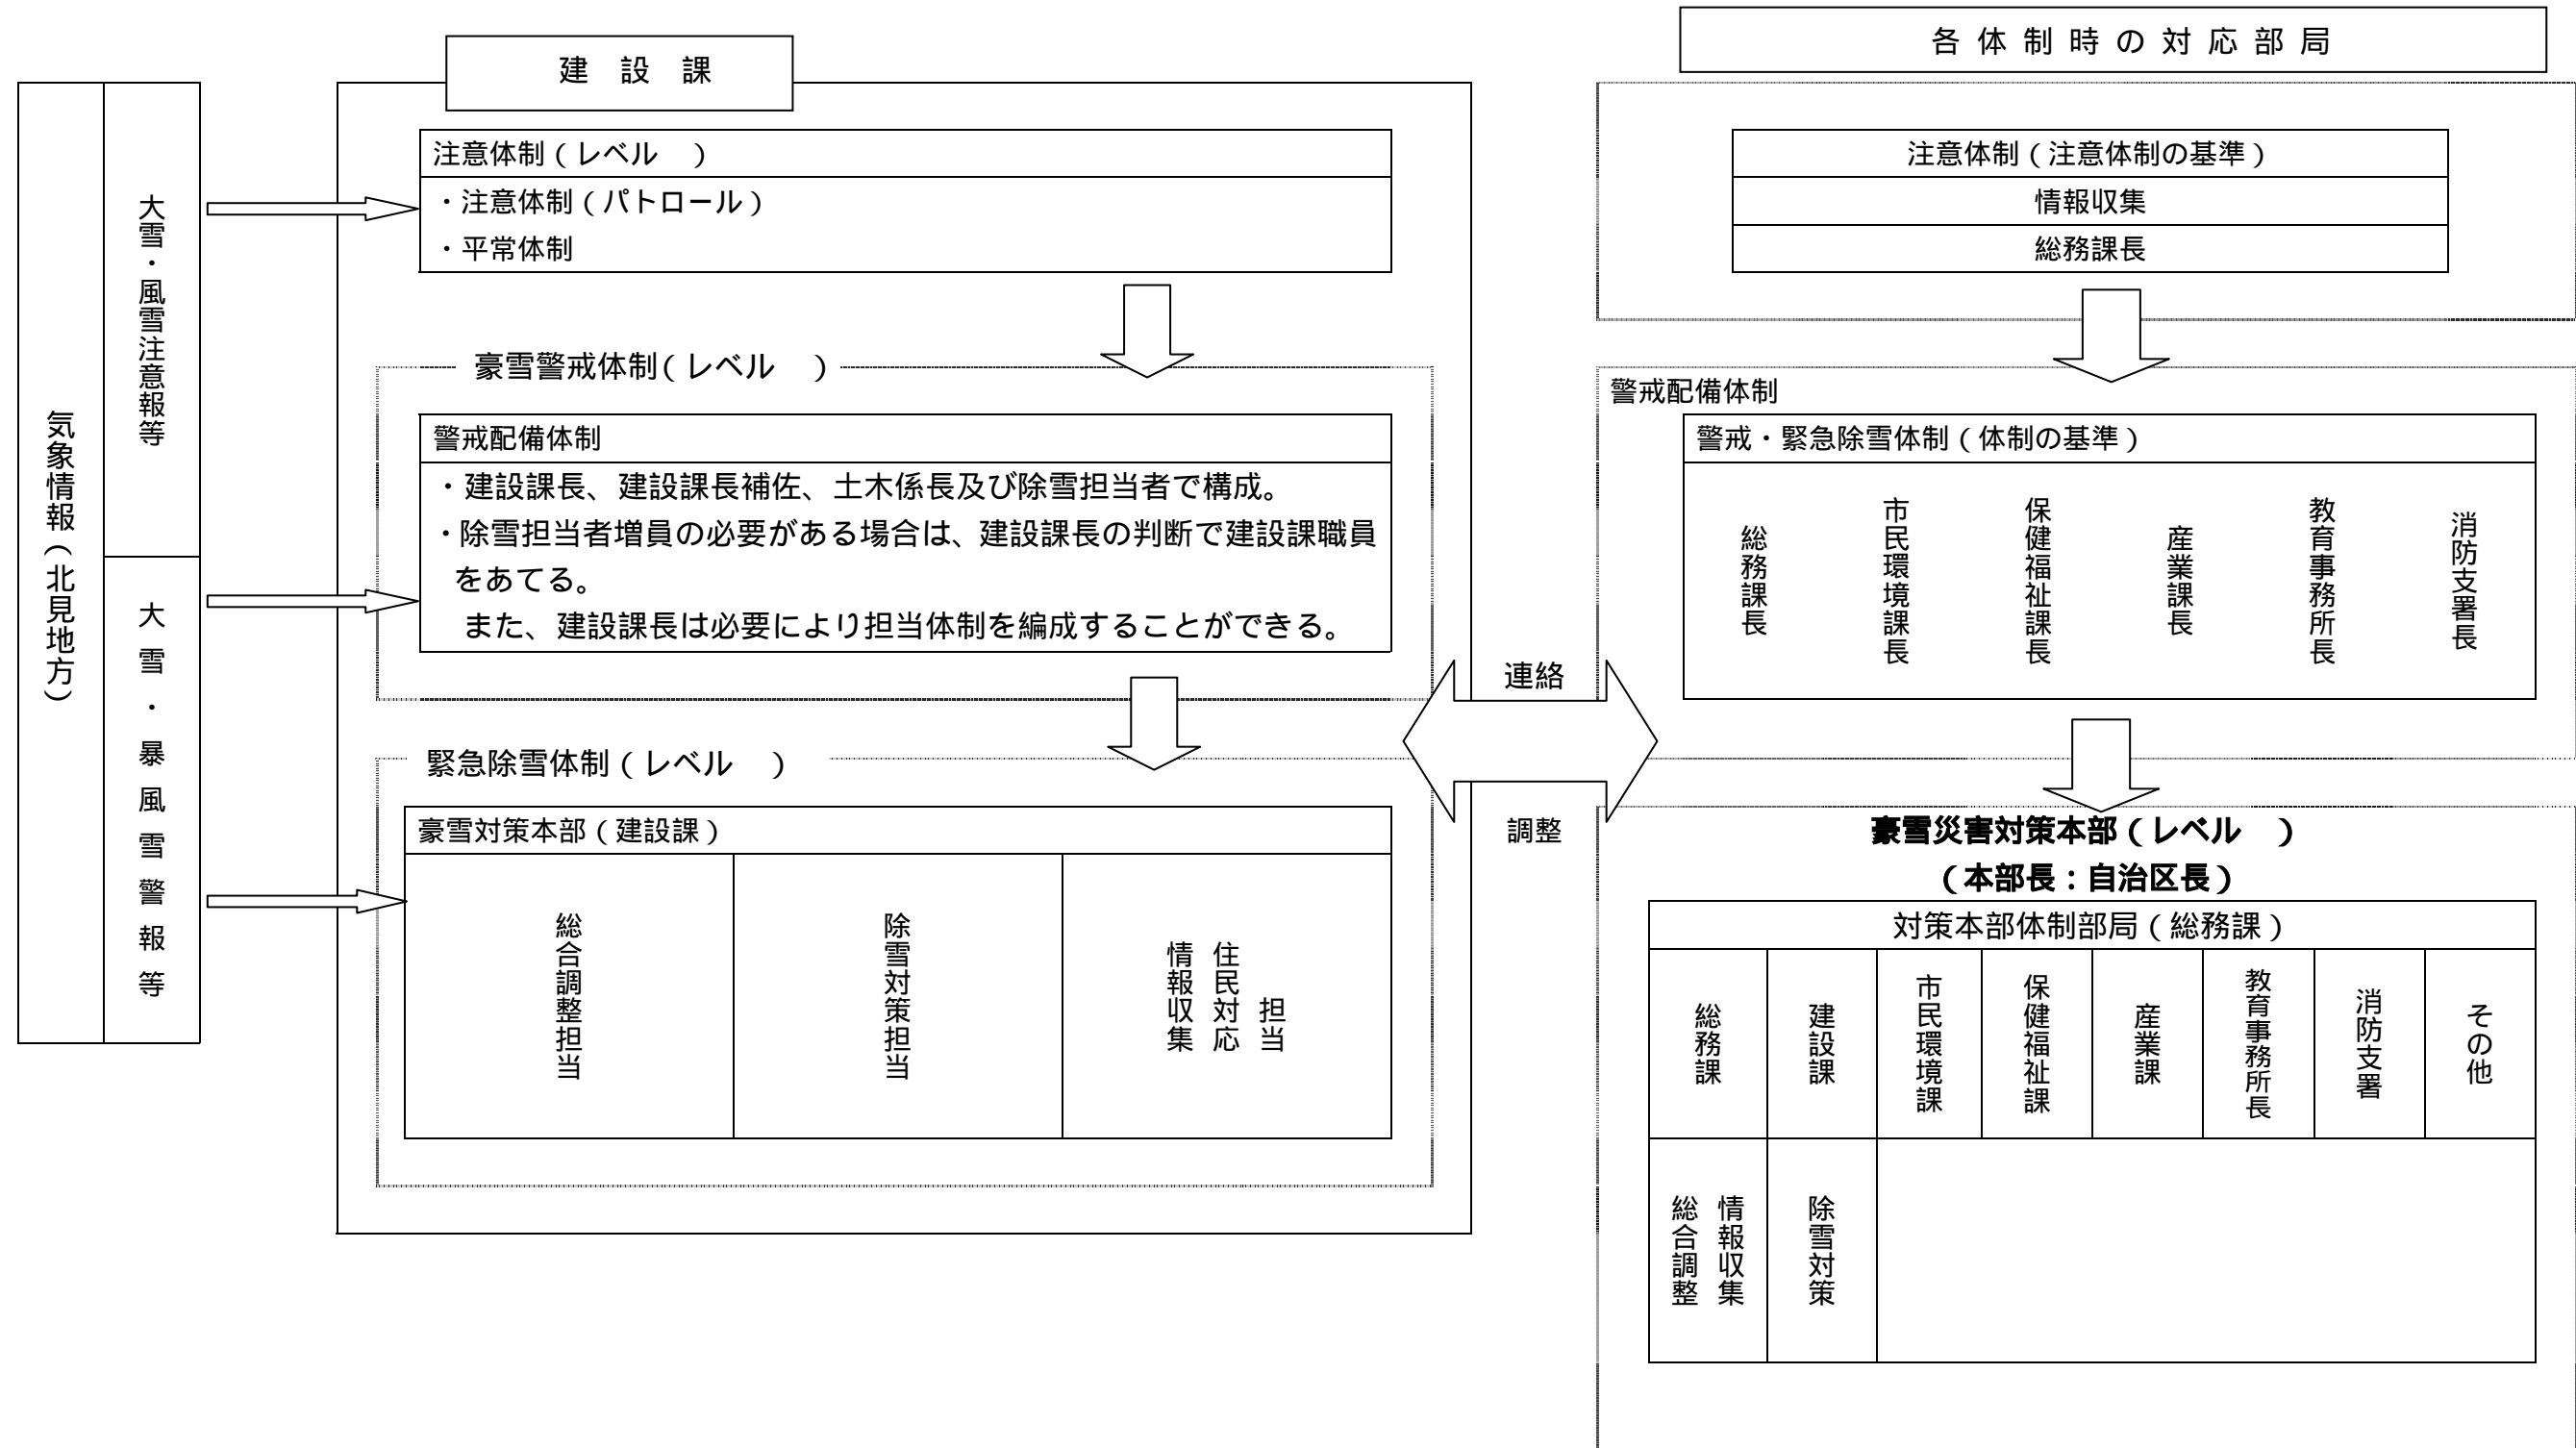 気象情報(北見地方)
大雪・風雪注意報等
大雪・暴風雪警報等
建 設 課
注意体制(レベル　)
・注意体制(パトロール)
・平常体制
豪雪警戒体制(レベル　)
警戒配備体制
・建設課長、建設課長補佐、土木係長及び除雪担当者で構成。
・除雪担当者増員の必要がある場合は、建設課長の判断で建設課職員
をあてる。
また、建設課長は必要により担当体制を編成することができる。
緊急除雪体制(レベル　)
豪雪対策本部(建設課)
総合調整担当
除雪対策担当
情報収集
住民対応
担当
連絡
調整
各体制時の対応部局
注意体制(注意体制の基準)
情報収集
総務課長
警戒配備体制
警戒・緊急除雪体制(体制の基準)
総務課長
市民環境課長
保健福祉課長
産業課長
教育事務所長
消防支署長
豪雪災害対策本部(レベル　)
(本部長:自治区長)
対策本部体制部局(総務課)
総務課
建設課
市民環境課
保健福祉課
産業課
教育事務所長
消防支署
その他
総合調整
情報収集
除雪対策